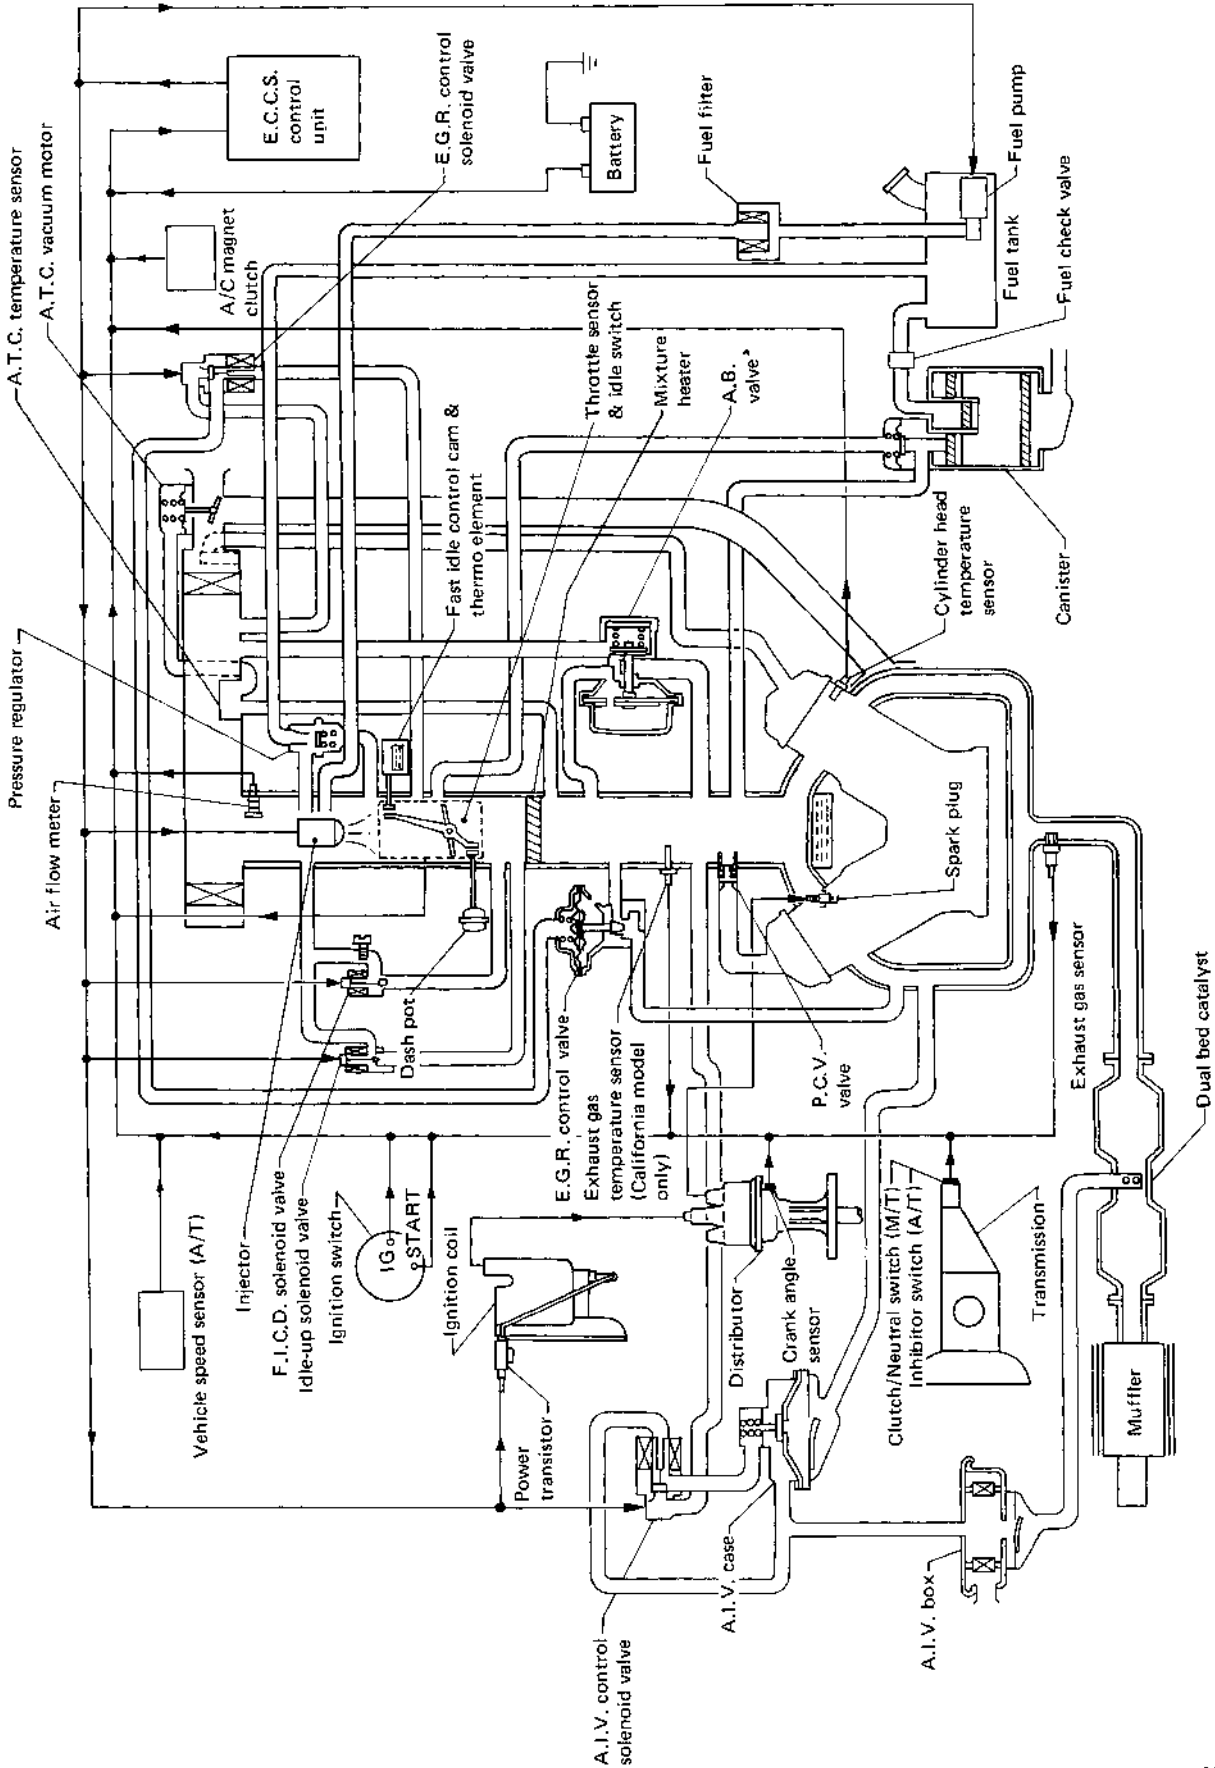 Pressure regulator
A.T.C. temperature sensor
A.T.C. vacuum motor
Air flow meter
E.C.C.S.
control
unit
A/C magnet
clutch
E.G.R. control
solenoid valve
Battery
Fuel filter
Fuel pump
Fuel tank
Fuel check valve
Fast idle control cam &
thermo element
Throttle sensor
& idle switch
Mixture
heater
A.B.
valve
Cylinder head
temperature
sensor
Canister
Vehicle speed sensor (A/T)
Injector
F.I.C.D. solenoid valve
Idle-up solenoid valve
Ignition switch
IG
START
Dash pot
Ignition coil
Power
transistor
E.G.R. control valve
Exhaust gas
temperature sensor
(California model
only)
P.C.V.
valve
Spark plug
Distributor
Crank angle
sensor
A.I.V. control
solenoid valve
A.I.V. case
A.I.V. box
Clutch/Neutral switch (M/T)
Inhibitor switch (A/T)
Transmission
Exhaust gas sensor
Dual bed catalyst
Muffler